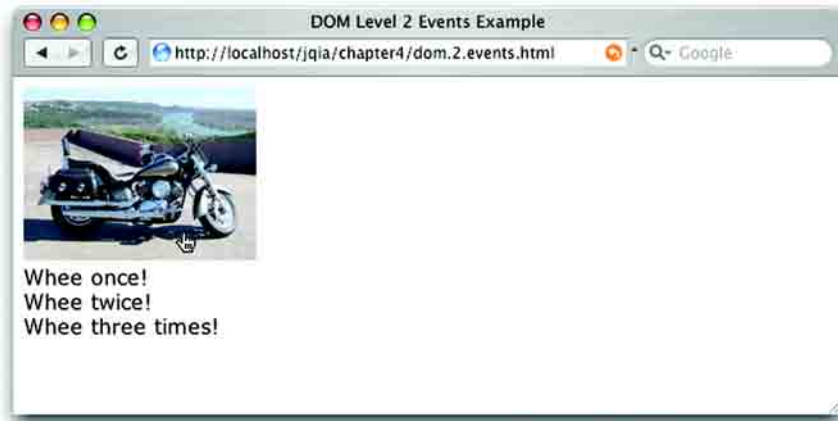 DOM Level 2 Events Example
http://localhost/jqia/chapter4/dom.2.events.html
Google
Whee once!
Whee twice!
Whee three times!